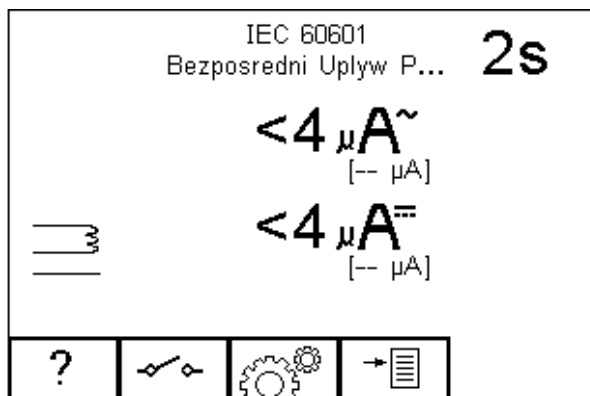 IEC 60601
Bezposredni Uplyw P...
2s
<4 µA~
[-- µA]
<4 µA⎓
[-- µA]
?